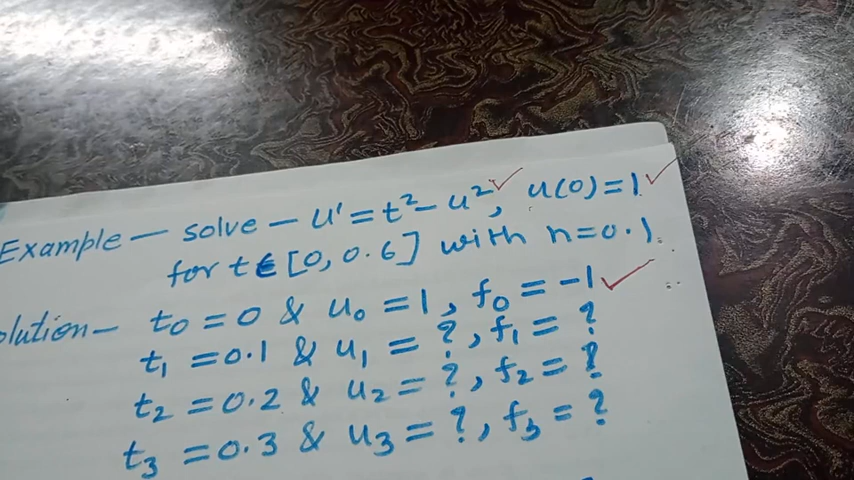 Example — solve — u' = t² - u², u(0) = 1
for t ∈ [0, 0.6] with h = 0.1.
olution — t₀ = 0 & u₀ = 1, f₀ = -1
t₁ = 0.1 & u₁ = ?, f₁ = ?
t₂ = 0.2 & u₂ = ?, f₂ = ?
t₃ = 0.3 & u₃ = ?, f₃ = ?